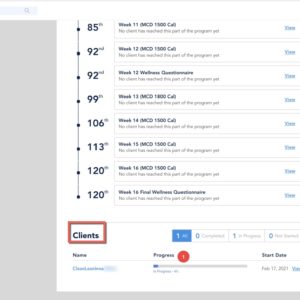 85th
Week 11 (MCD 1500 Cal)
No client has reached this part of the program yet
View
92nd
Week 12 (MCD 1500 Cal)
No client has reached this part of the program yet
View
92nd
Week 12 Wellness Questionnaire
No client has reached this part of the program yet
View
99th
Week 13 (MCD 1800 Cal)
No client has reached this part of the program yet
View
106th
Week 14 (MCD 1500 Cal)
No client has reached this part of the program yet
View
113th
Week 15 (MCD 1500 Cal)
No client has reached this part of the program yet
View
120th
Week 16 (MCD 1500 Cal)
No client has reached this part of the program yet
View
120th
Week 16 Final Wellness Questionnaire
No client has reached this part of the program yet
View
Clients
1 All
0 Completed
1 In Progress
0 Not Started
Name
Progress
1
Start Date
In Progress
Feb 17, 2021
View